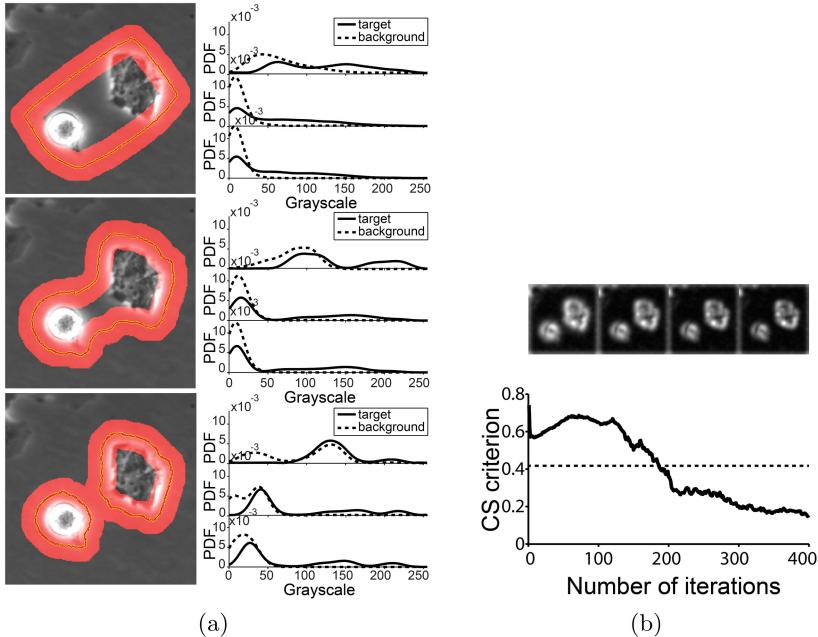 x10⁻³
10
5
0
PDF
target
background
x10⁻³
10
5
0
PDF
x10⁻³
10
5
0
PDF
0 50 100 150 200 250
Grayscale
x10⁻³
10
5
0
PDF
target
background
x10⁻³
10
5
0
PDF
x10⁻³
10
5
0
PDF
0 50 100 150 200 250
Grayscale
x10⁻³
10
5
0
PDF
target
background
x10⁻³
10
5
0
PDF
x10⁻³
10
5
0
PDF
0 50 100 150 200 250
Grayscale
(a)
0.8
0.6
0.4
0.2
0
CS criterion
0 100 200 300 400
Number of iterations
(b)